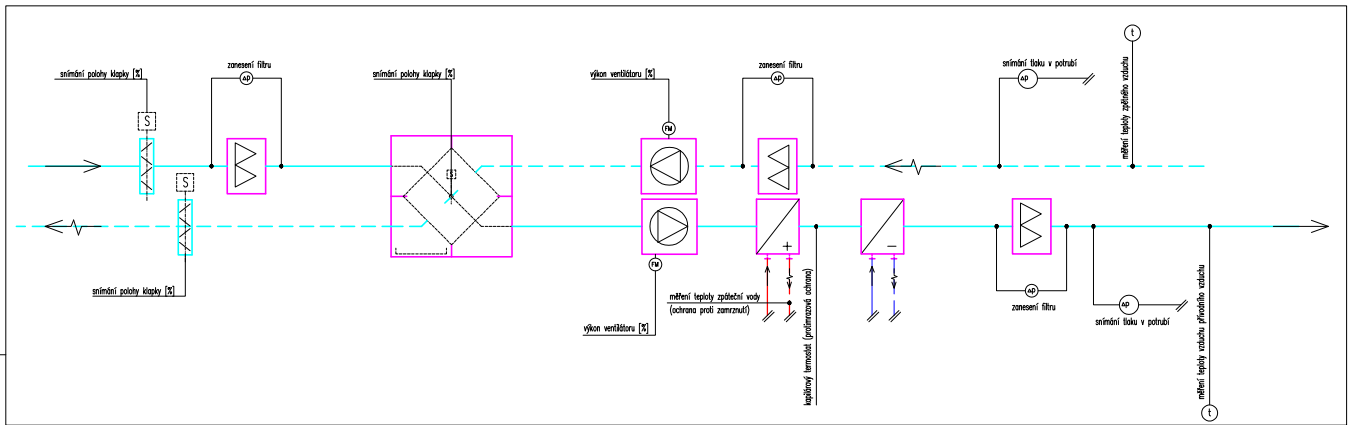 t
snímání tlaku v potrubí
Δp
měření teploty zpětného vzduchu
snímání polohy klapky [%]
zanesení filtru
Δp
snímání polohy klapky [%]
výkon ventilátoru [%]
zanesení filtru
Δp
S
FM
S
S
+
−
snímání polohy klapky [%]
FM
výkon ventilátoru [%]
měření teploty zpáteční vody
(ochrana proti zamrznutí)
kapilárový termostat (protimrazová ochrana)
Δp
zanesení filtru
Δp
snímání tlaku v potrubí
měření teploty vzduchu přívodního vzduchu
t